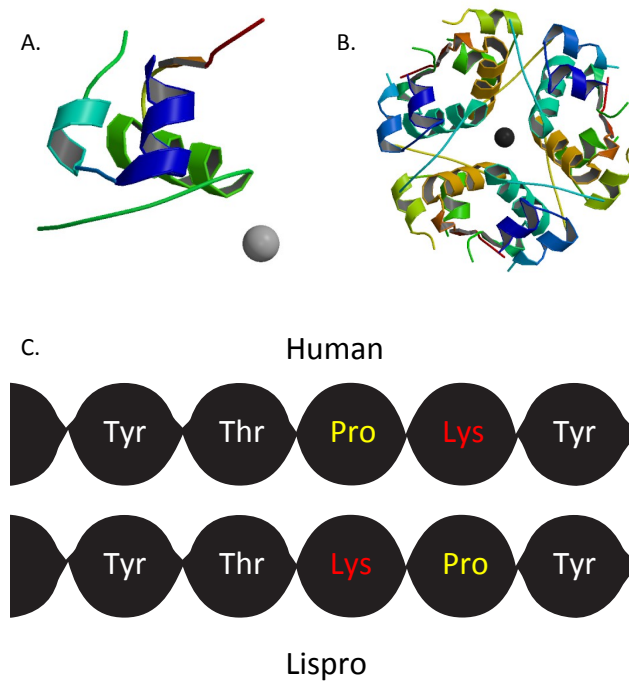 A.
B.
C.
Human
Tyr Thr Pro Lys Tyr
Tyr Thr Lys Pro Tyr
Lispro